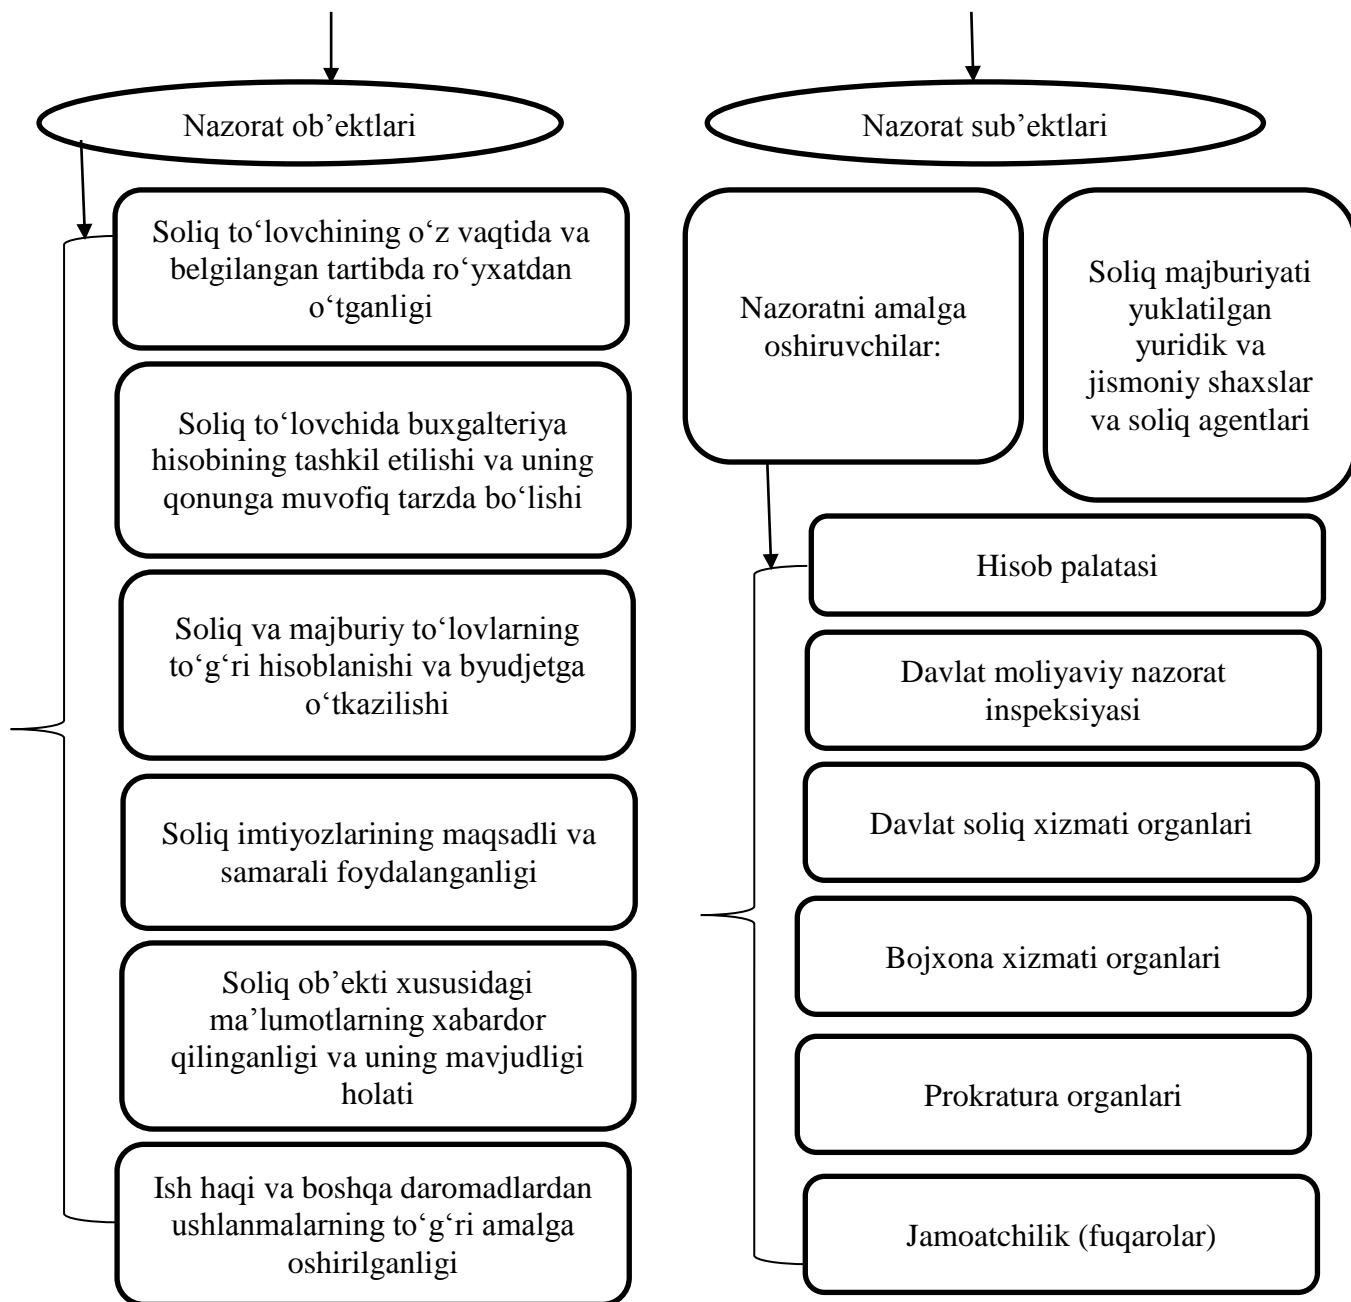 Nazorat ob’ektlari
Soliq to‘lovchining o‘z vaqtida va
belgilangan tartibda ro‘yxatdan
o‘tganligi
Soliq to‘lovchida buxgalteriya
hisobining tashkil etilishi va uning
qonunga muvofiq tarzda bo‘lishi
Soliq va majburiy to‘lovlarning
to‘g‘ri hisoblanishi va byudjetga
o‘tkazilishi
Soliq imtiyozlarining maqsadli va
samarali foydalanganligi
Soliq ob’ekti xususidagi
ma’lumotlarning xabardor
qilinganligi va uning mavjudligi
holati
Ish haqi va boshqa daromadlardan
ushlanmalarning to‘g‘ri amalga
oshirilganligi
Nazorat sub’ektlari
Nazoratni amalga
oshiruvchilar:
Soliq majburiyati
yuklatilgan
yuridik va
jismoniy shaxslar
va soliq agentlari
Hisob palatasi
Davlat moliyaviy nazorat
inspeksiyasi
Davlat soliq xizmati organlari
Bojxona xizmati organlari
Prokratura organlari
Jamoatchilik (fuqarolar)